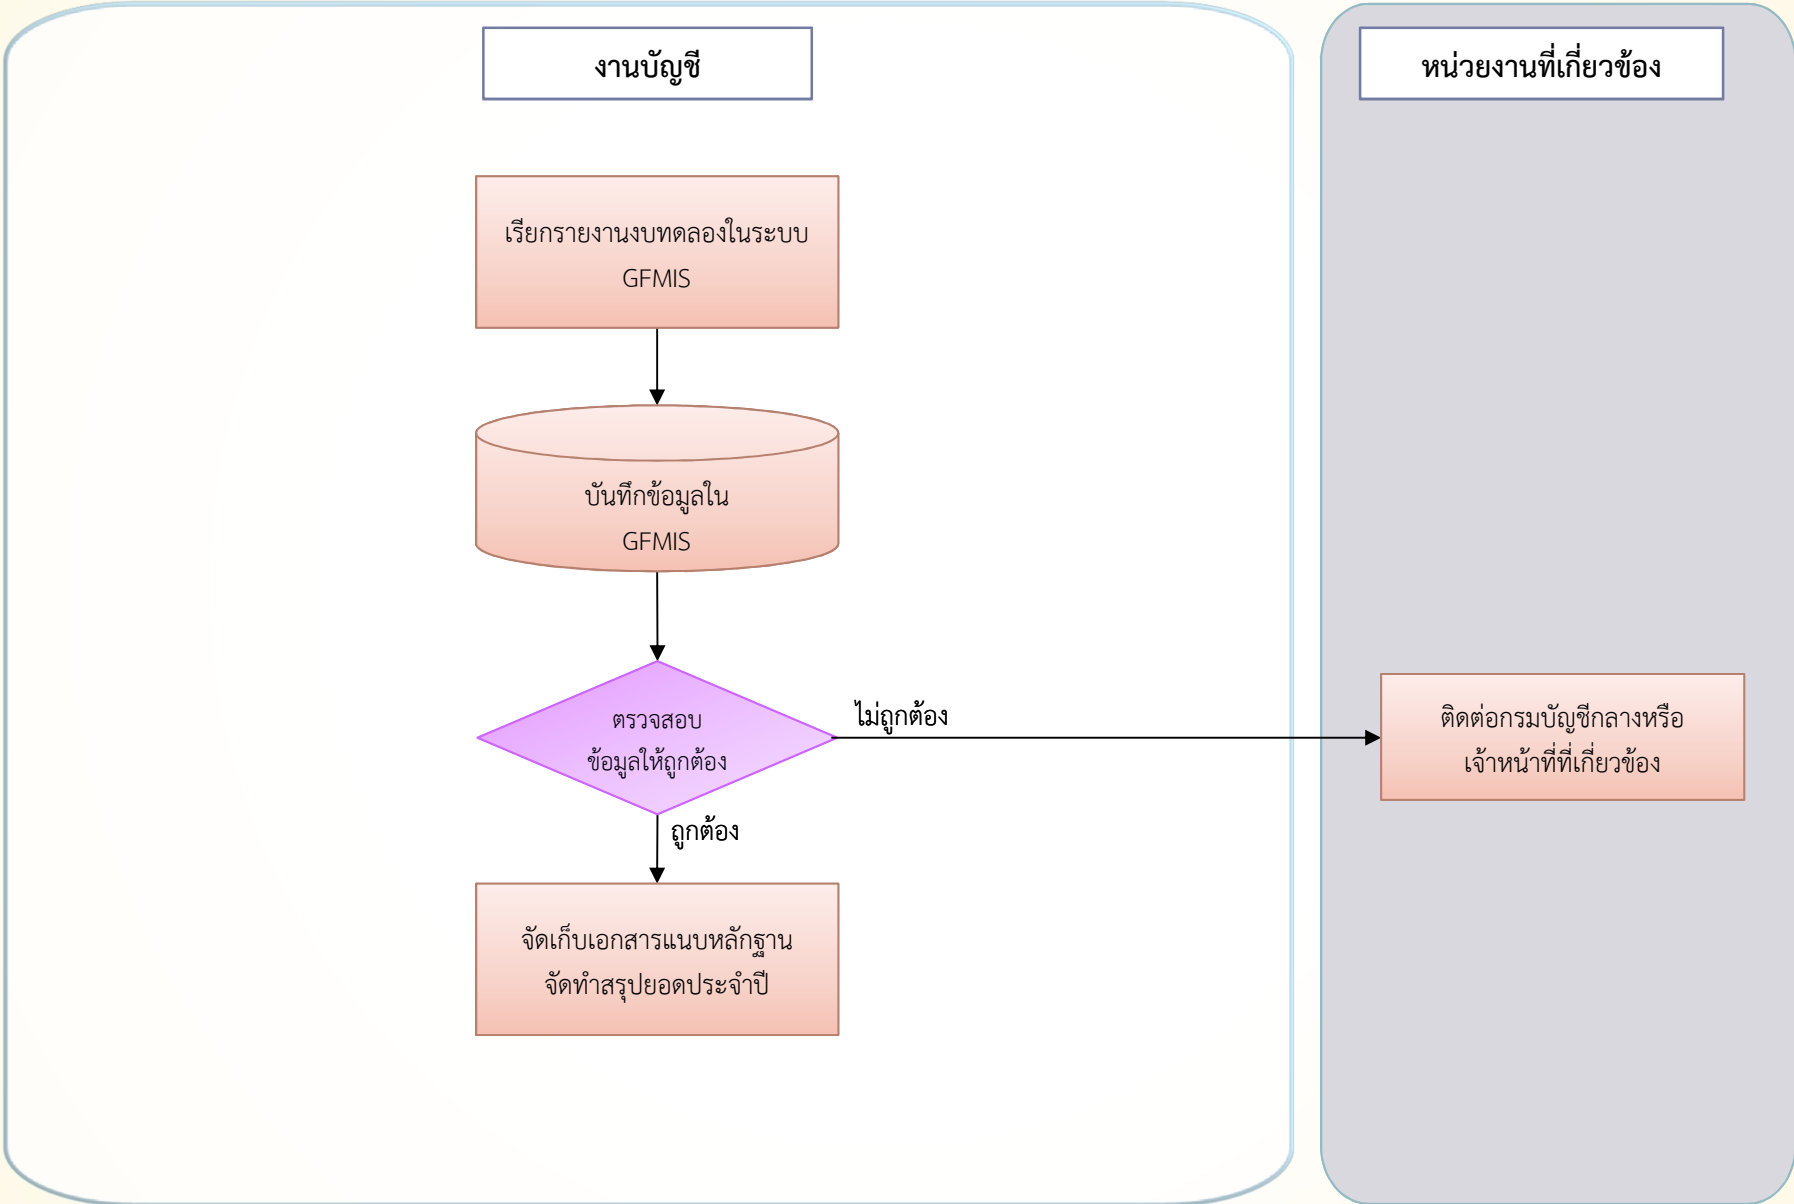 งานบัญชี
หน่วยงานที่เกี่ยวข้อง
เรียกรายงานงบทดลองในระบบ
GFMIS
บันทึกข้อมูลใน
GFMIS
ตรวจสอบ
ข้อมูลให้ถูกต้อง
ไม่ถูกต้อง
ติดต่อกรมบัญชีกลางหรือ
เจ้าหน้าที่ที่เกี่ยวข้อง
ถูกต้อง
จัดเก็บเอกสารแนบหลักฐาน
จัดทำสรุปยอดประจำปี